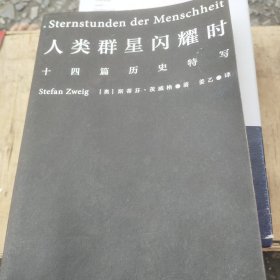 Sternstunden der Menschheit
人类群星闪耀时
十四篇历史特写
Stefan Zweig [奥]斯蒂芬·茨威格 著 姜乙 译